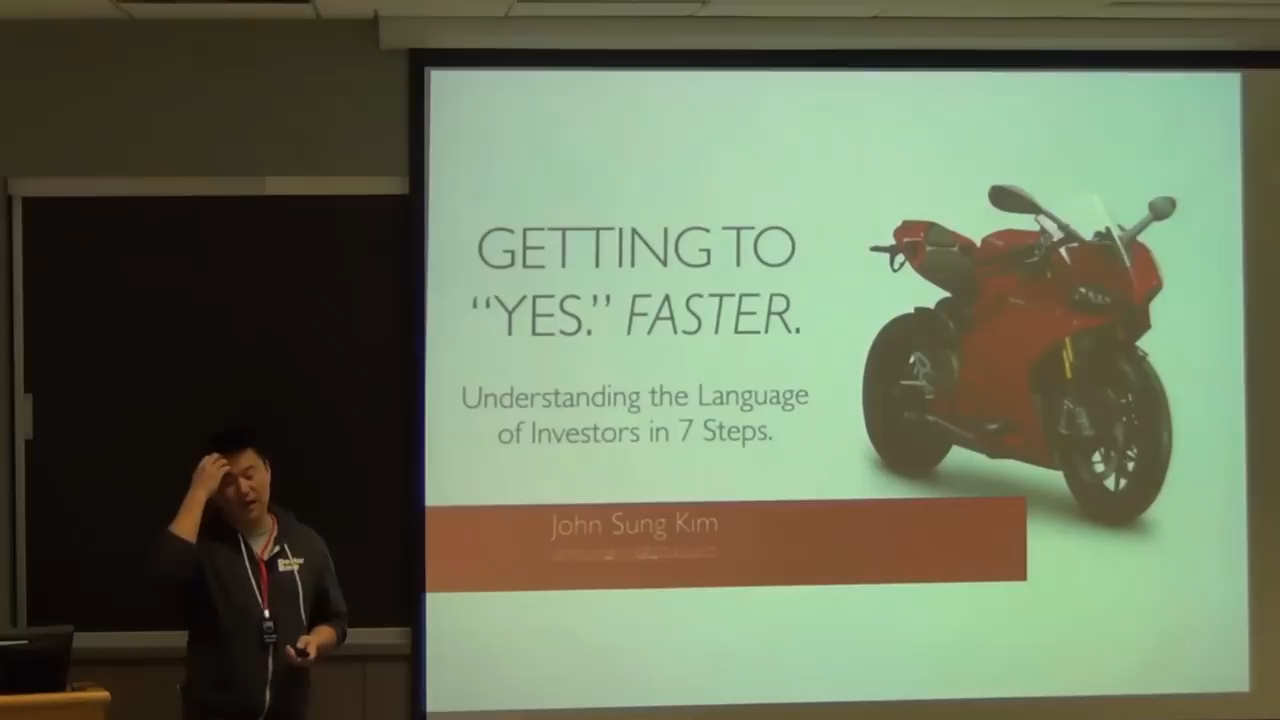 GETTING TO
“YES.” FASTER.
Understanding the Language
of Investors in 7 Steps.
John Sung Kim